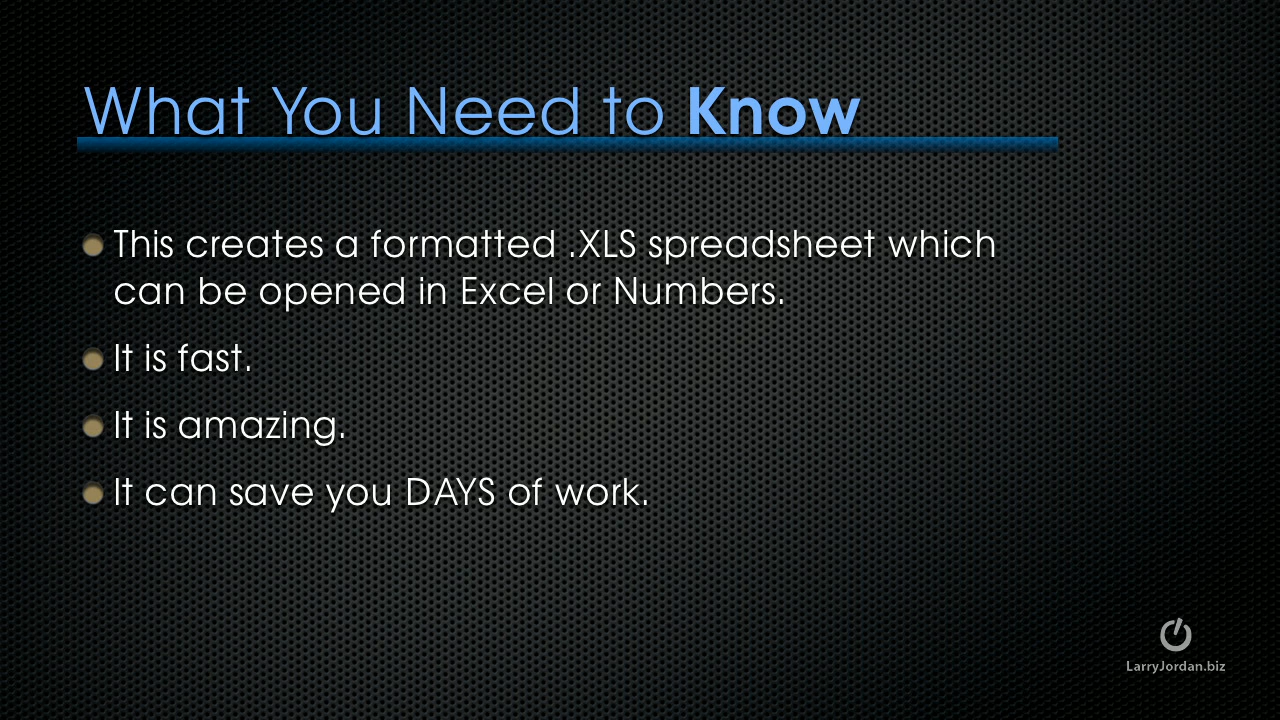 What You Need to Know
This creates a formatted .XLS spreadsheet which
can be opened in Excel or Numbers.
It is fast.
It is amazing.
It can save you DAYS of work.
LarryJordan.biz